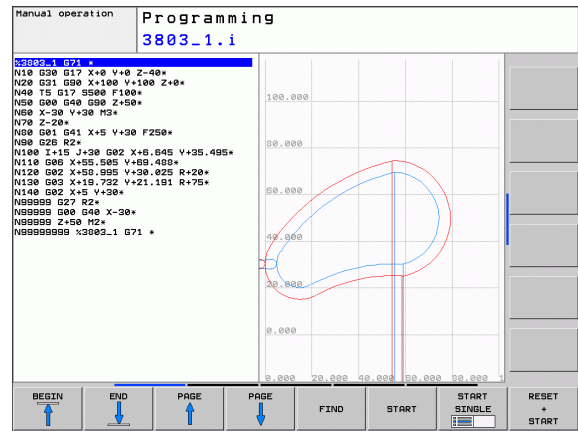 Manual operation
Programming
3803_1.i
%3803_1 G71 *
N10 G30 G17 X+0 Y+0 Z-40*
N20 G31 G90 X+100 Y+100 Z+0*
N40 T5 G17 S500 F100*
N50 G00 G40 G90 Z+50*
N60 X-30 Y+30 M3*
N70 Z-20*
N80 G01 G41 X+5 Y+30 F250*
N90 G26 R2*
N100 I+15 J+30 G02 X+6.645 Y+35.495*
N110 G06 X+55.505 Y+69.488*
N120 G02 X+58.995 Y+30.025 R+20*
N130 G03 X+19.732 Y+21.191 R+75*
N140 G02 X+5 Y+30*
N99999 G27 R2*
N99999 G00 G40 X-30*
N99999 Z+50 M2*
N99999999 %3803_1 G71 *
100.000
80.000
60.000
40.000
20.000
0.000
0.000 20.000 40.000 60.000 80.000 1
BEGIN
END
PAGE
PAGE
FIND
START
START SINGLE
RESET + START